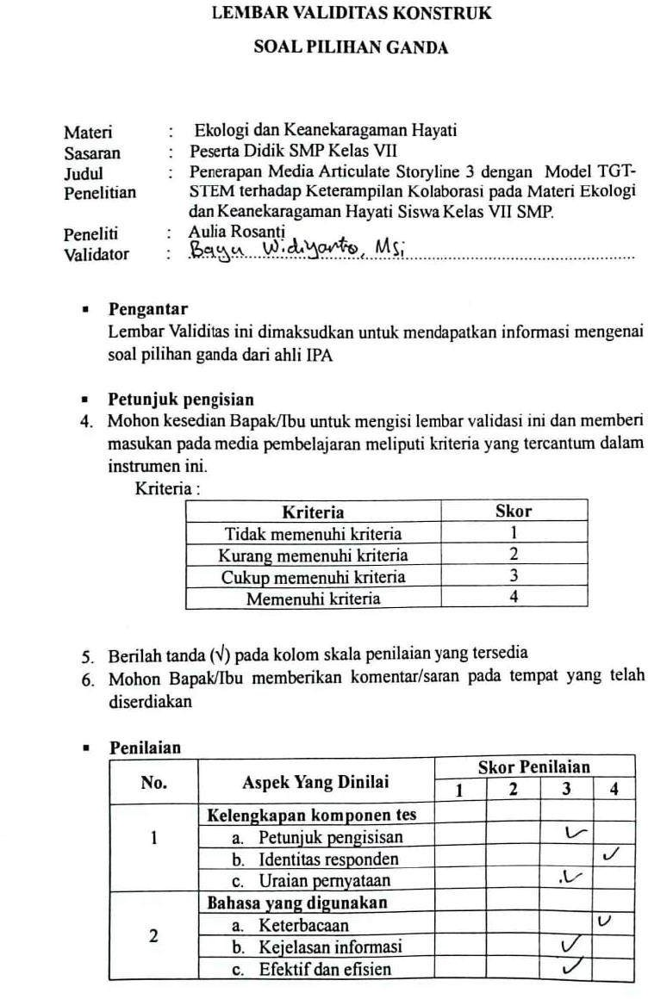 LEMBAR VALIDITAS KONSTRUK
SOAL PILIHAN GANDA
Materi : Ekologi dan Keanekaragaman Hayati
Sasaran : Peserta Didik SMP Kelas VII
Judul : Penerapan Media Articulate Storyline 3 dengan Model TGT-
Penelitian STEM terhadap Keterampilan Kolaborasi pada Materi Ekologi
dan Keanekaragaman Hayati Siswa Kelas VII SMP.
Peneliti : Aulia Rosanti
Validator : Bayu Widiyanto, MSi
▪ Pengantar
Lembar Validitas ini dimaksudkan untuk mendapatkan informasi mengenai
soal pilihan ganda dari ahli IPA
▪ Petunjuk pengisian
4. Mohon kesedian Bapak/Ibu untuk mengisi lembar validasi ini dan memberi
masukan pada media pembelajaran meliputi kriteria yang tercantum dalam
instrumen ini.
Kriteria :
Kriteria Skor
Tidak memenuhi kriteria 1
Kurang memenuhi kriteria 2
Cukup memenuhi kriteria 3
Memenuhi kriteria 4
5. Berilah tanda (√) pada kolom skala penilaian yang tersedia
6. Mohon Bapak/Ibu memberikan komentar/saran pada tempat yang telah
diserdiakan
▪ Penilaian
No. Aspek Yang Dinilai Skor Penilaian
1 2 3 4
Kelengkapan komponen tes
1 a. Petunjuk pengisisan ✓
b. Identitas responden ✓
c. Uraian pernyataan ✓
Bahasa yang digunakan
2 a. Keterbacaan ✓
b. Kejelasan informasi ✓
c. Efektif dan efisien ✓